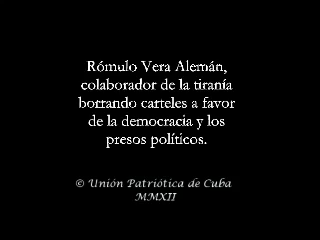 Rómulo Vera Alemán,
colaborador de la tiranía
borrando carteles a favor
de la democracia y los
presos políticos.
© Unión Patriótica de Cuba
MMXII